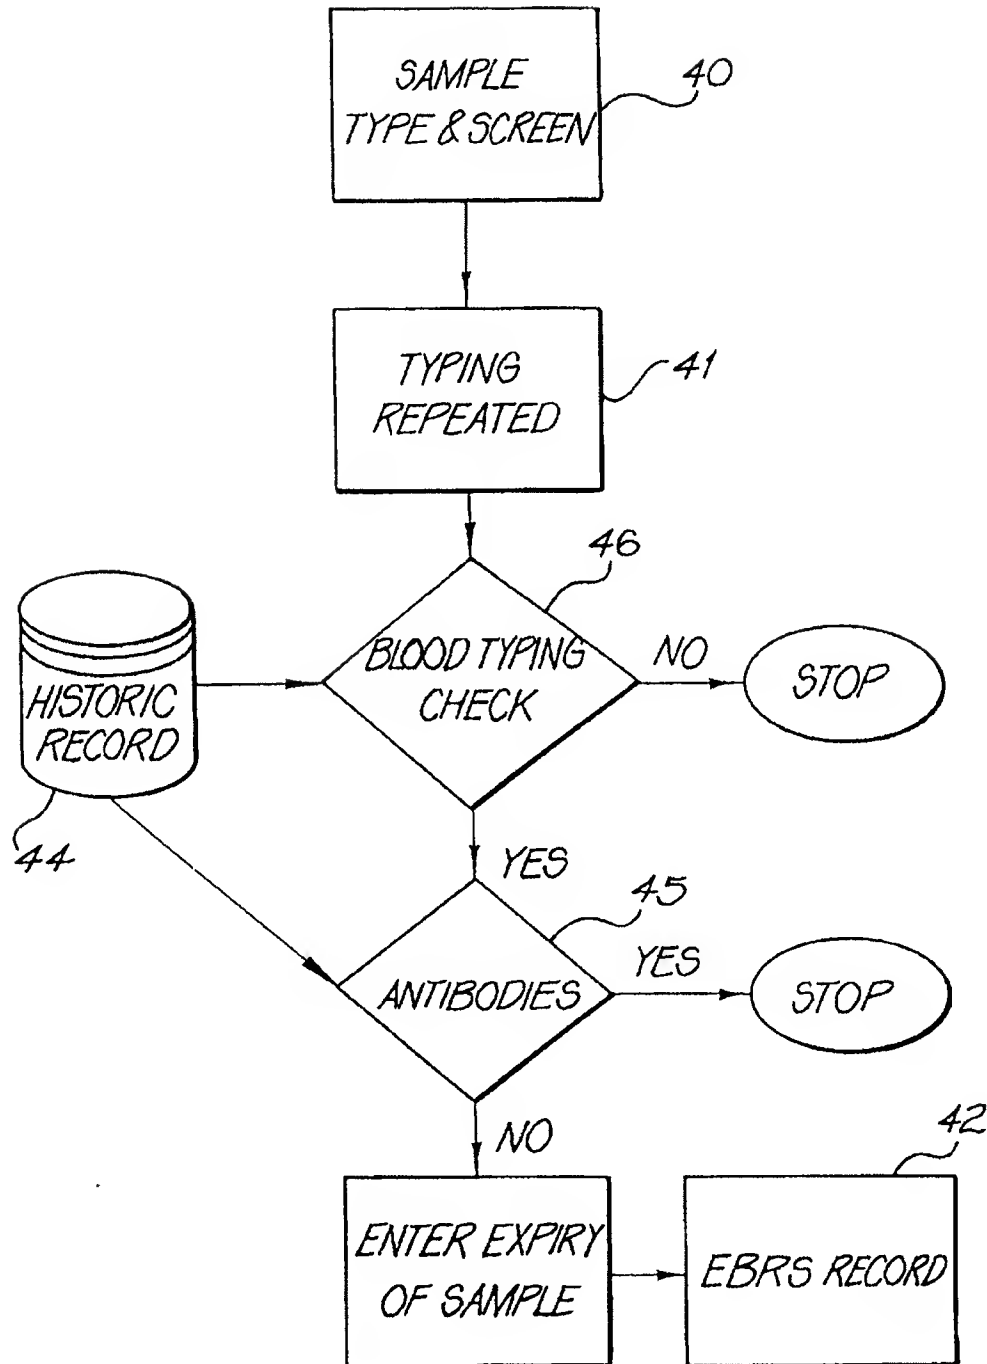 SAMPLE
TYPE & SCREEN
40
TYPING
REPEATED
41
46
BLOOD TYPING
CHECK
NO
STOP
HISTORIC
RECORD
44
YES
45
ANTIBODIES
YES
STOP
NO
42
ENTER EXPIRY
OF SAMPLE
EBRS RECORD